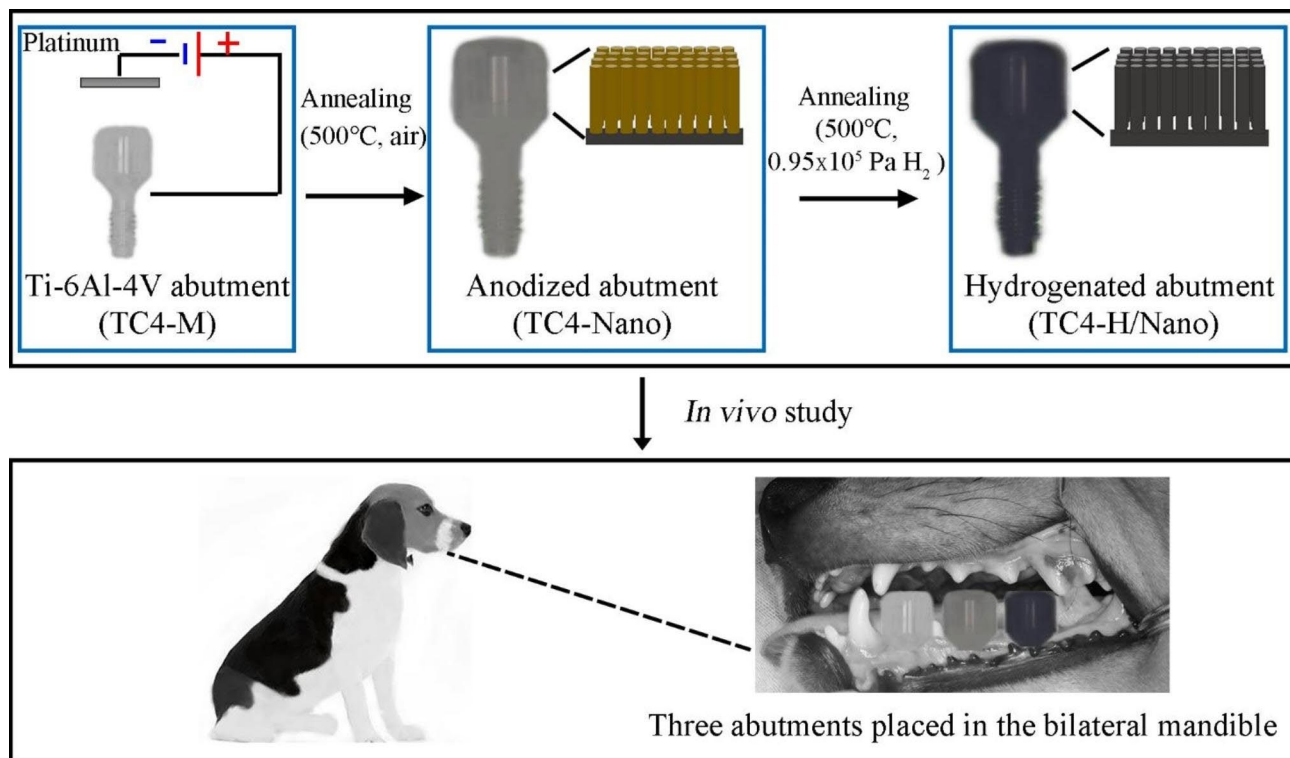 Platinum
− +
Ti-6Al-4V abutment
(TC4-M)
Annealing
(500℃, air)
Anodized abutment
(TC4-Nano)
Annealing
(500℃,
0.95x10⁵ Pa H₂ )
Hydrogenated abutment
(TC4-H/Nano)
In vivo study
Three abutments placed in the bilateral mandible